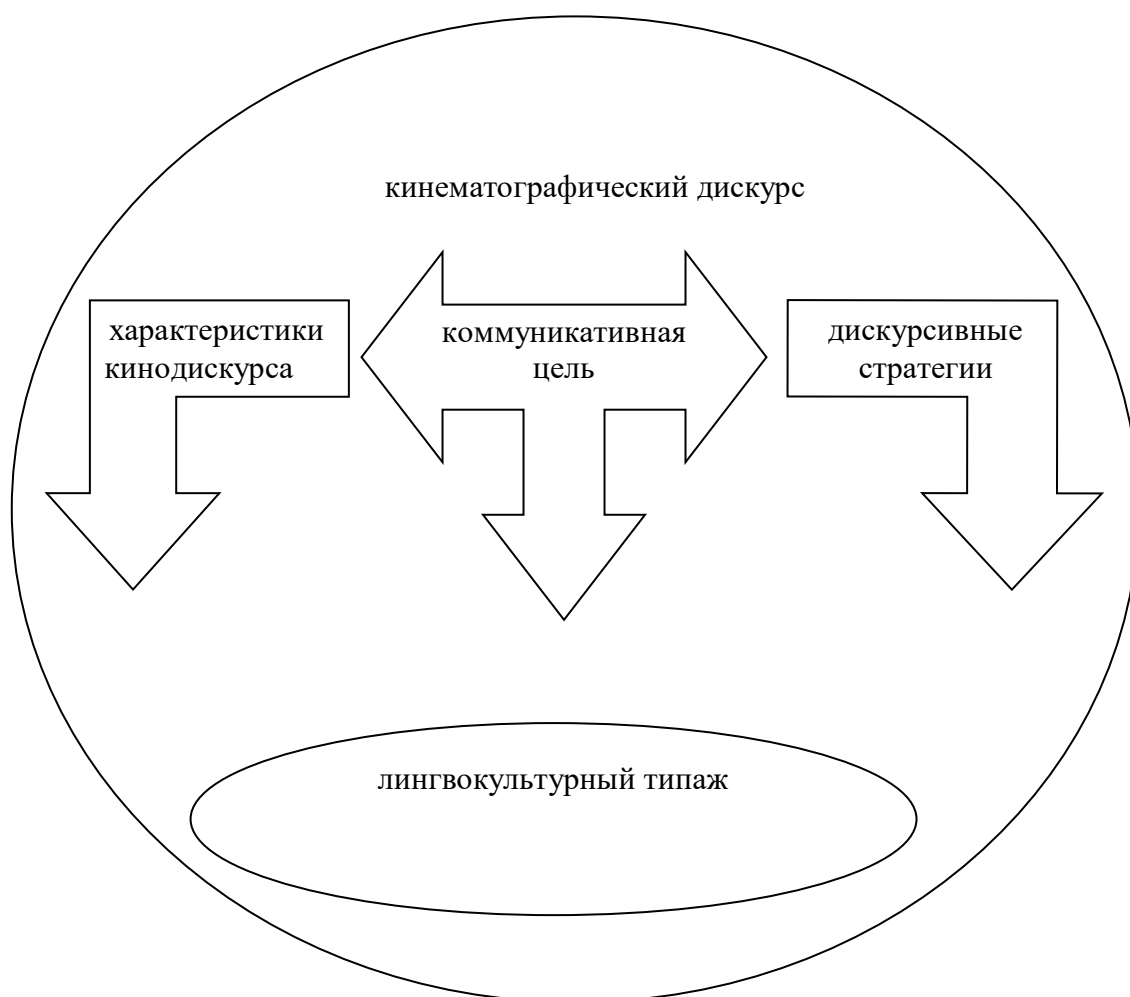 кинематографический дискурс
характеристики
кинодискурса
коммуникативная
цель
дискурсивные
стратегии
лингвокультурный типаж